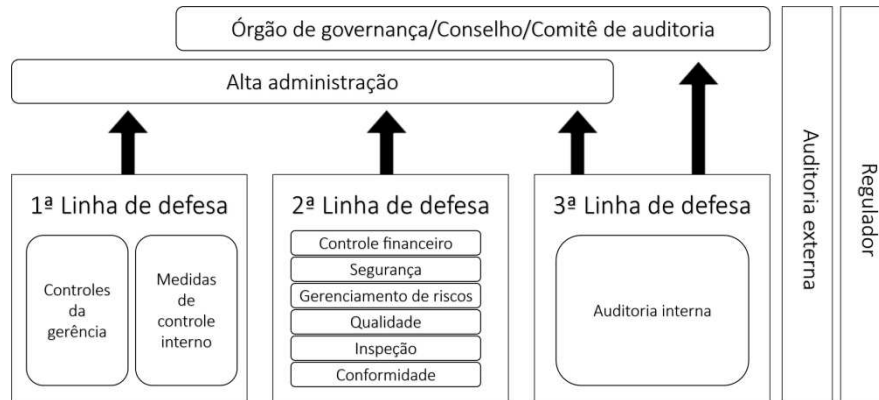 Órgão de governança/Conselho/Comitê de auditoria
Alta administração
1ª Linha de defesa
Controles
da
gerência
Medidas
de
controle
interno
2ª Linha de defesa
Controle financeiro
Segurança
Gerenciamento de riscos
Qualidade
Inspeção
Conformidade
3ª Linha de defesa
Auditoria interna
Auditoria externa
Regulador